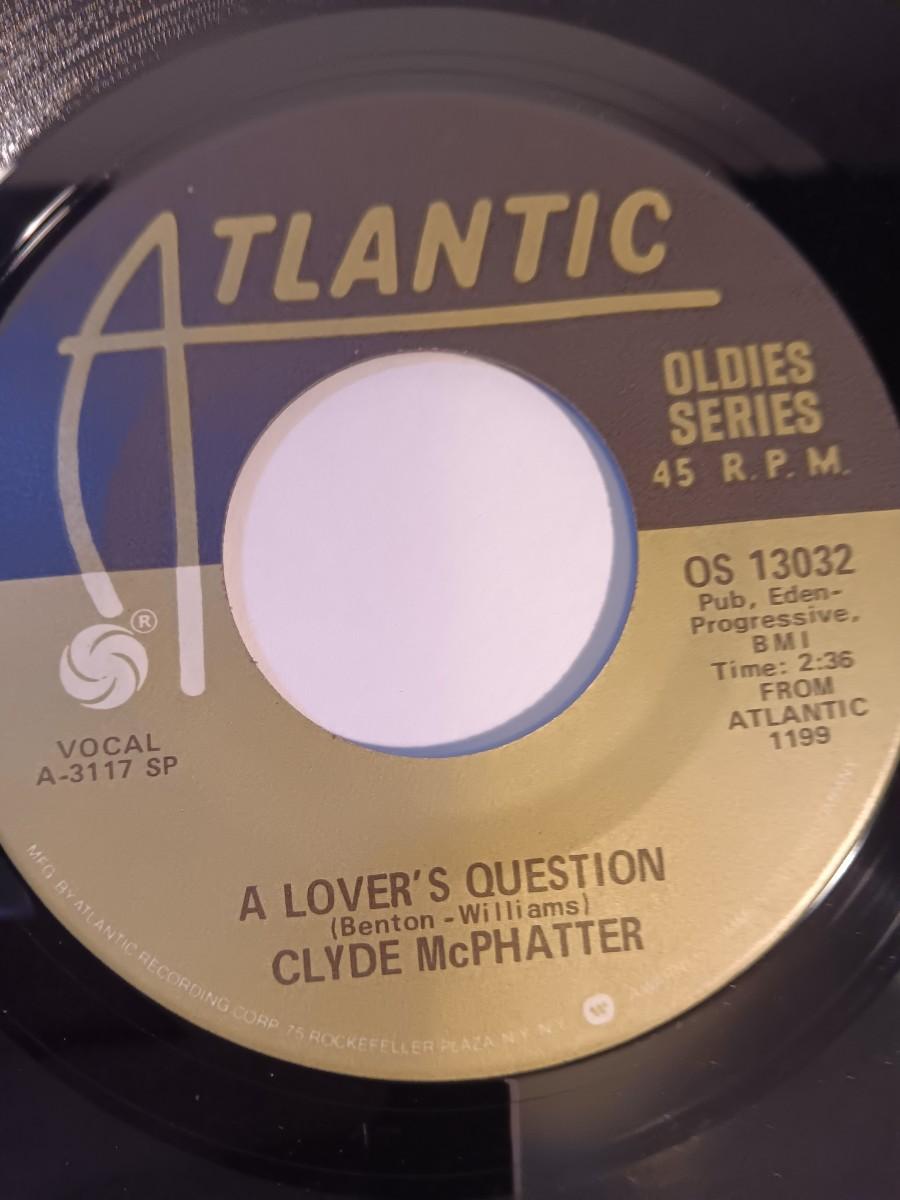 ATLANTIC
OLDIES
SERIES
45 R.P.M.
OS 13032
Pub, Eden-
Progressive,
BMI
Time: 2:36
FROM
ATLANTIC
1199
®
VOCAL
A-3117 SP
A LOVER'S QUESTION
(Benton-Williams)
CLYDE McPHATTER
MFG BY ATLANTIC RECORDING CORP. 75 ROCKEFELLER PLAZA N.Y. N.Y.